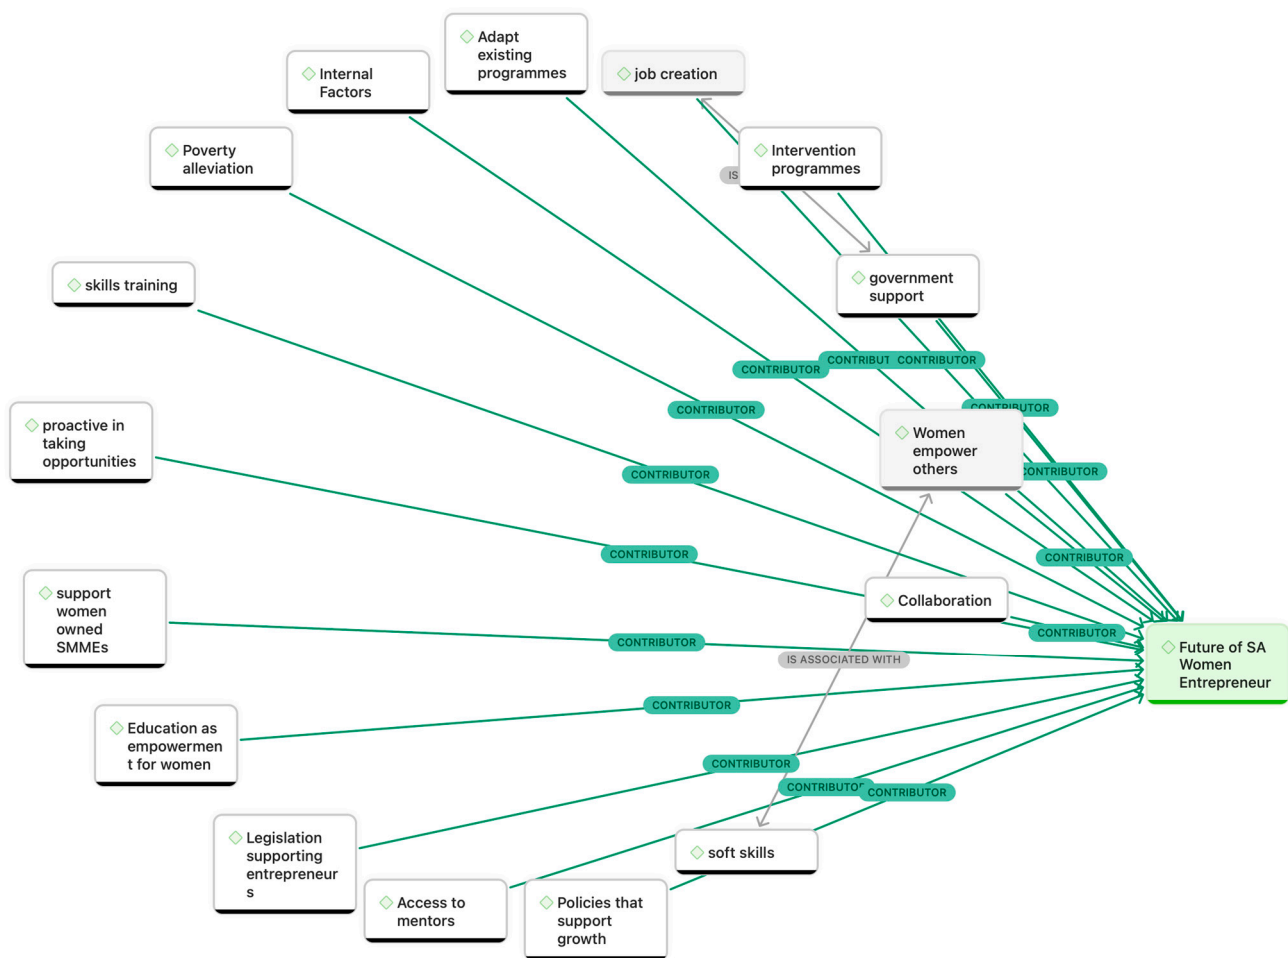 Adapt
existing
programmes
Internal
Factors
job creation
Poverty
alleviation
Intervention
programmes
IS
skills training
government
support
CONTRIBUTOR
CONTRIBUT
CONTRIBUTOR
CONTRIBUTOR
CONTRIBUTOR
proactive in
taking
opportunities
Women
empower
others
CONTRIBUTOR
CONTRIBUTOR
CONTRIBUTOR
CONTRIBUTOR
support
women
owned
SMMEs
Collaboration
CONTRIBUTOR
CONTRIBUTOR
IS ASSOCIATED WITH
Future of SA
Women
Entrepreneur
CONTRIBUTOR
Education as
empowermen
t for women
CONTRIBUTOR
CONTRIBUTOR
CONTRIBUTOR
Legislation
supporting
entrepreneur
s
soft skills
Access to
mentors
Policies that
support
growth